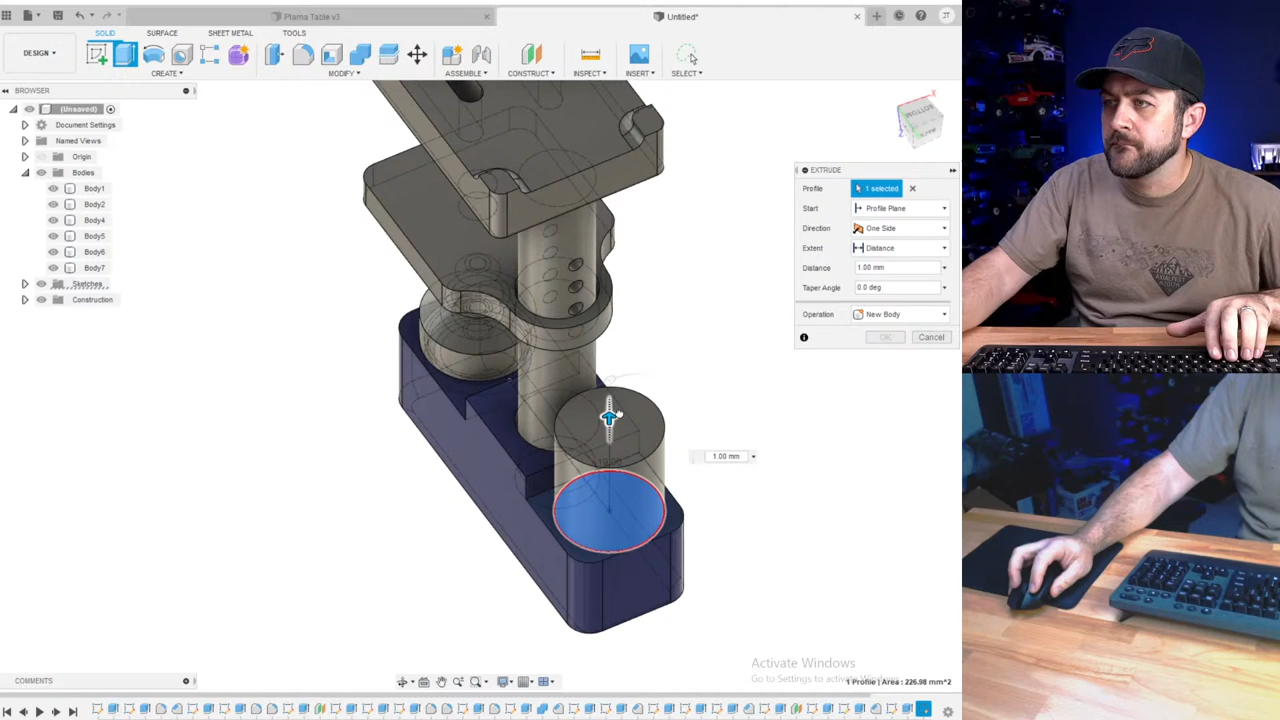 Ptama Table v3
Untitled*
JT
DESIGN
SOLID
SURFACE
SHEET METAL
TOOLS
CREATE
MODIFY
ASSEMBLE
CONSTRUCT
INSPECT
INSERT
SELECT
BROWSER
(Unsaved)
Document Settings
Named Views
Origin
Bodies
Body1
Body2
Body4
Body5
Body6
Body7
Sketches
Construction
BOTTOM
X
EXTRUDE
Profile
1 selected
Start
Profile Plane
Direction
One Side
Extent
Distance
Distance
1.00 mm
Taper Angle
0.0 deg
Operation
New Body
OK
Cancel
1.00 mm
AXIALFEST
Activate Windows
Go to Settings to activate Windows.
1 Profile | Area : 226.98 mm^2
COMMENTS